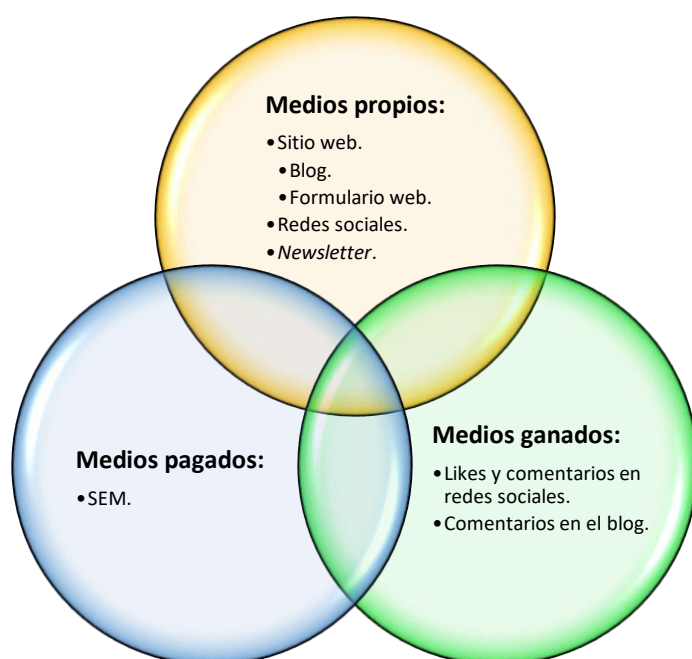 Medios propios:
•Sitio web.
•Blog.
•Formulario web.
•Redes sociales.
•Newsletter.
Medios pagados:
•SEM.
Medios ganados:
•Likes y comentarios en
redes sociales.
•Comentarios en el blog.